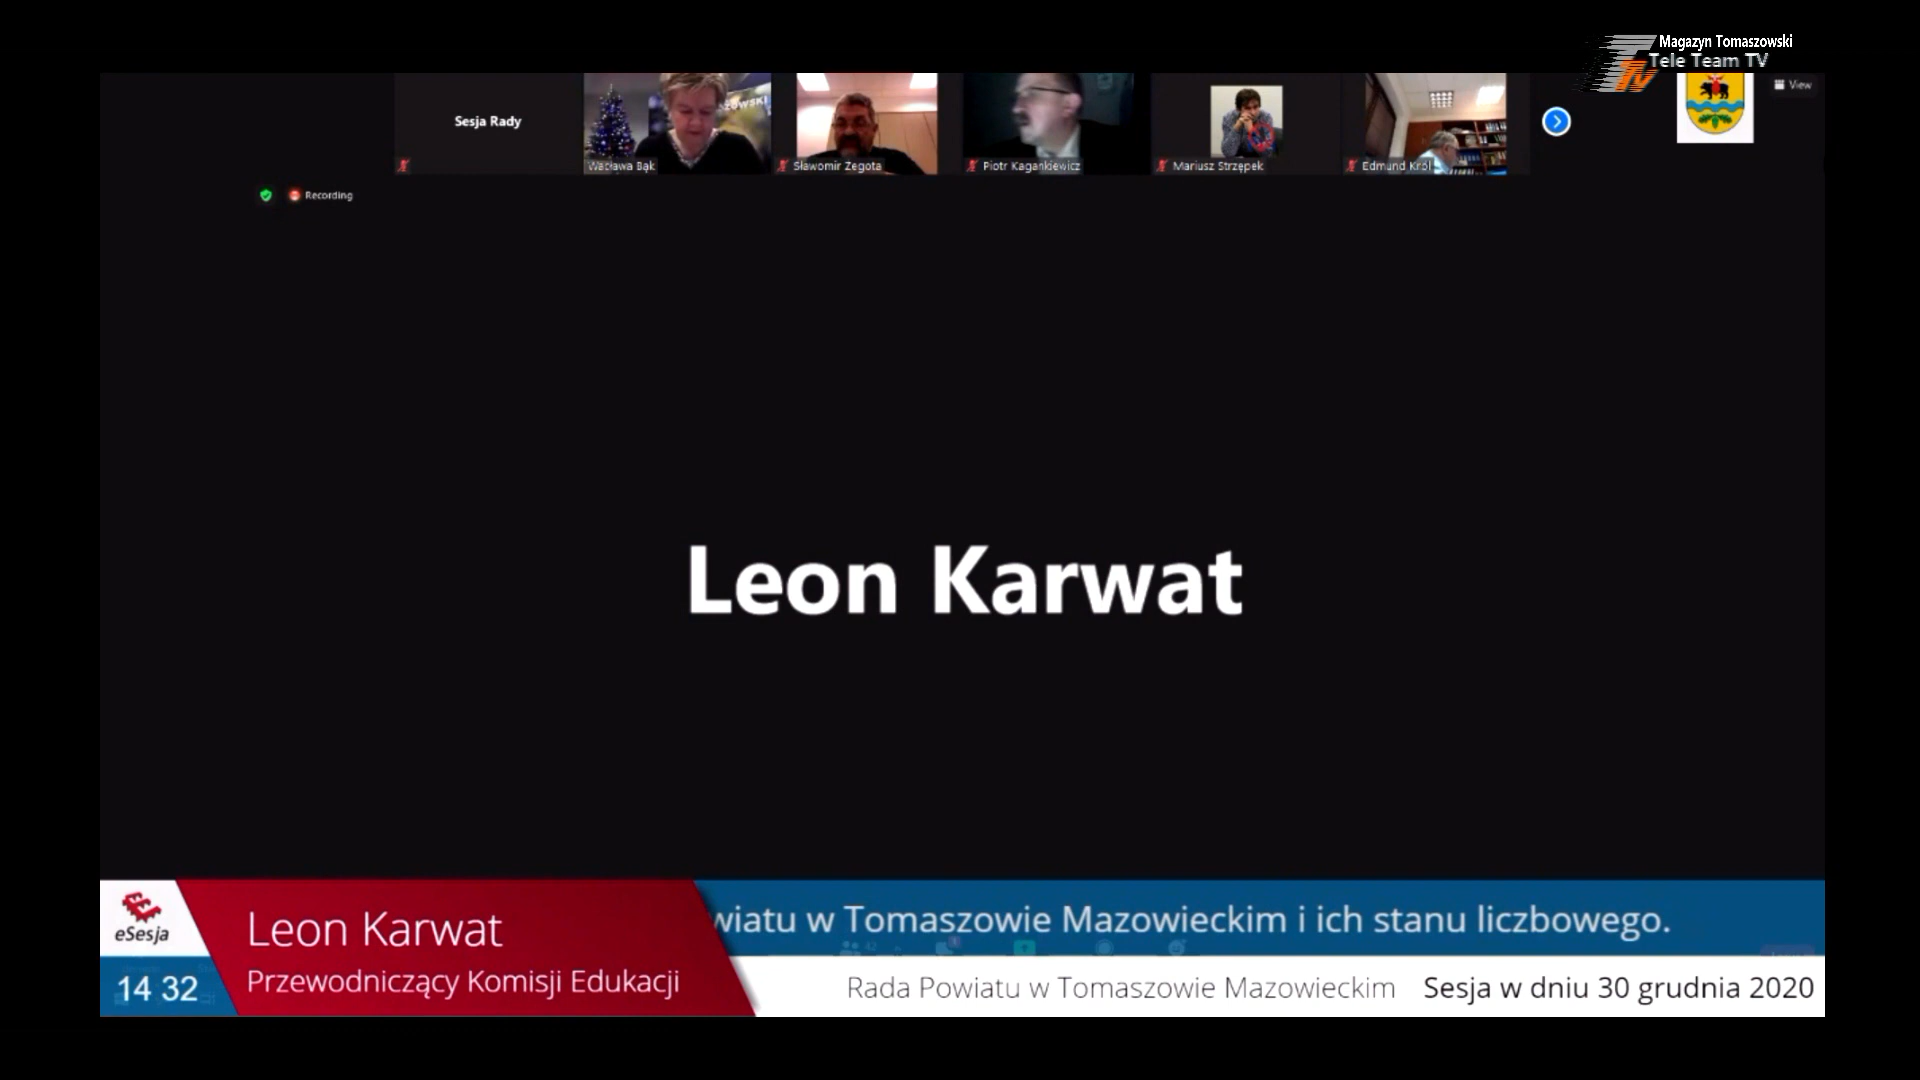 Magazyn Tomaszowski
Tele Team TV
View
Sesja Rady
Wacława Bąk
Sławomir Żegota
Piotr Kagankiewicz
Mariusz Strzępek
Edmund Król
Recording
Leon Karwat
eSesja
Leon Karwat
Przewodniczący Komisji Edukacji
wiatu w Tomaszowie Mazowieckim i ich stanu liczbowego.
14 32
Rada Powiatu w Tomaszowie Mazowieckim
Sesja w dniu 30 grudnia 2020